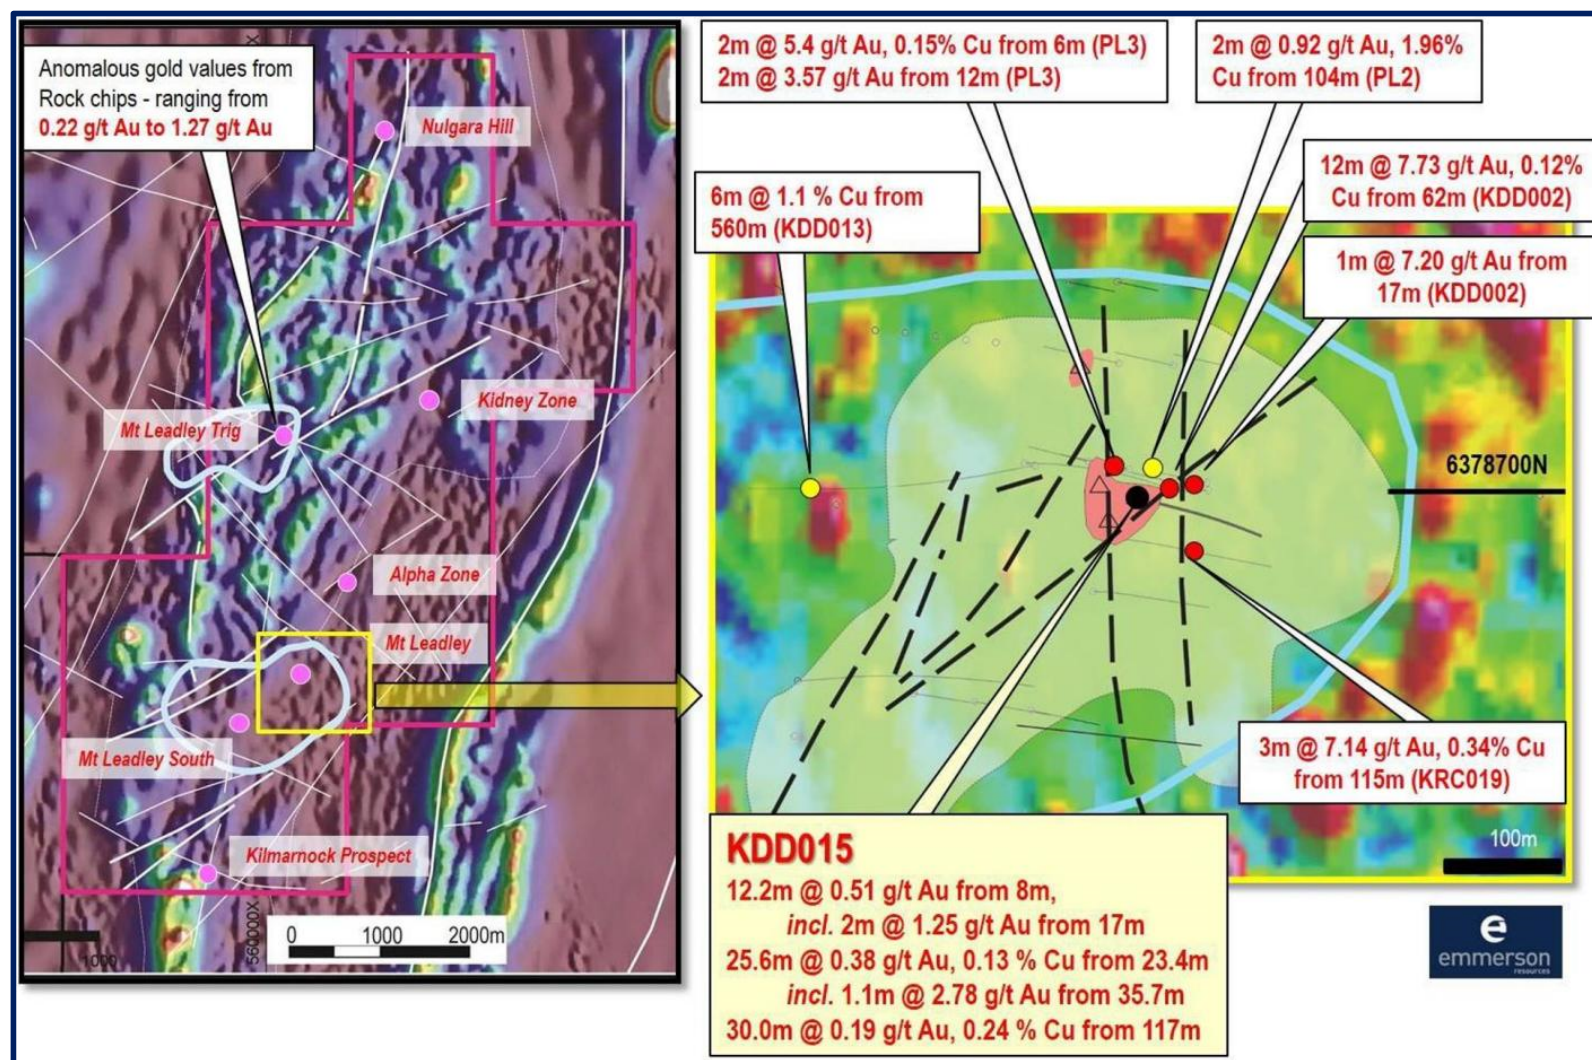 Anomalous gold values from
Rock chips - ranging from
0.22 g/t Au to 1.27 g/t Au
Nulgara Hill
Kidney Zone
Mt Leadley Trig
Alpha Zone
Mt Leadley
Mt Leadley South
Kilmarnock Prospect
0 1000 2000m
1000
560000X
2m @ 5.4 g/t Au, 0.15% Cu from 6m (PL3)
2m @ 3.57 g/t Au from 12m (PL3)
2m @ 0.92 g/t Au, 1.96%
Cu from 104m (PL2)
12m @ 7.73 g/t Au, 0.12%
Cu from 62m (KDD002)
6m @ 1.1 % Cu from
560m (KDD013)
1m @ 7.20 g/t Au from
17m (KDD002)
6378700N
3m @ 7.14 g/t Au, 0.34% Cu
from 115m (KRC019)
100m
KDD015
12.2m @ 0.51 g/t Au from 8m,
incl. 2m @ 1.25 g/t Au from 17m
25.6m @ 0.38 g/t Au, 0.13 % Cu from 23.4m
incl. 1.1m @ 2.78 g/t Au from 35.7m
30.0m @ 0.19 g/t Au, 0.24 % Cu from 117m
e
emmerson
resources